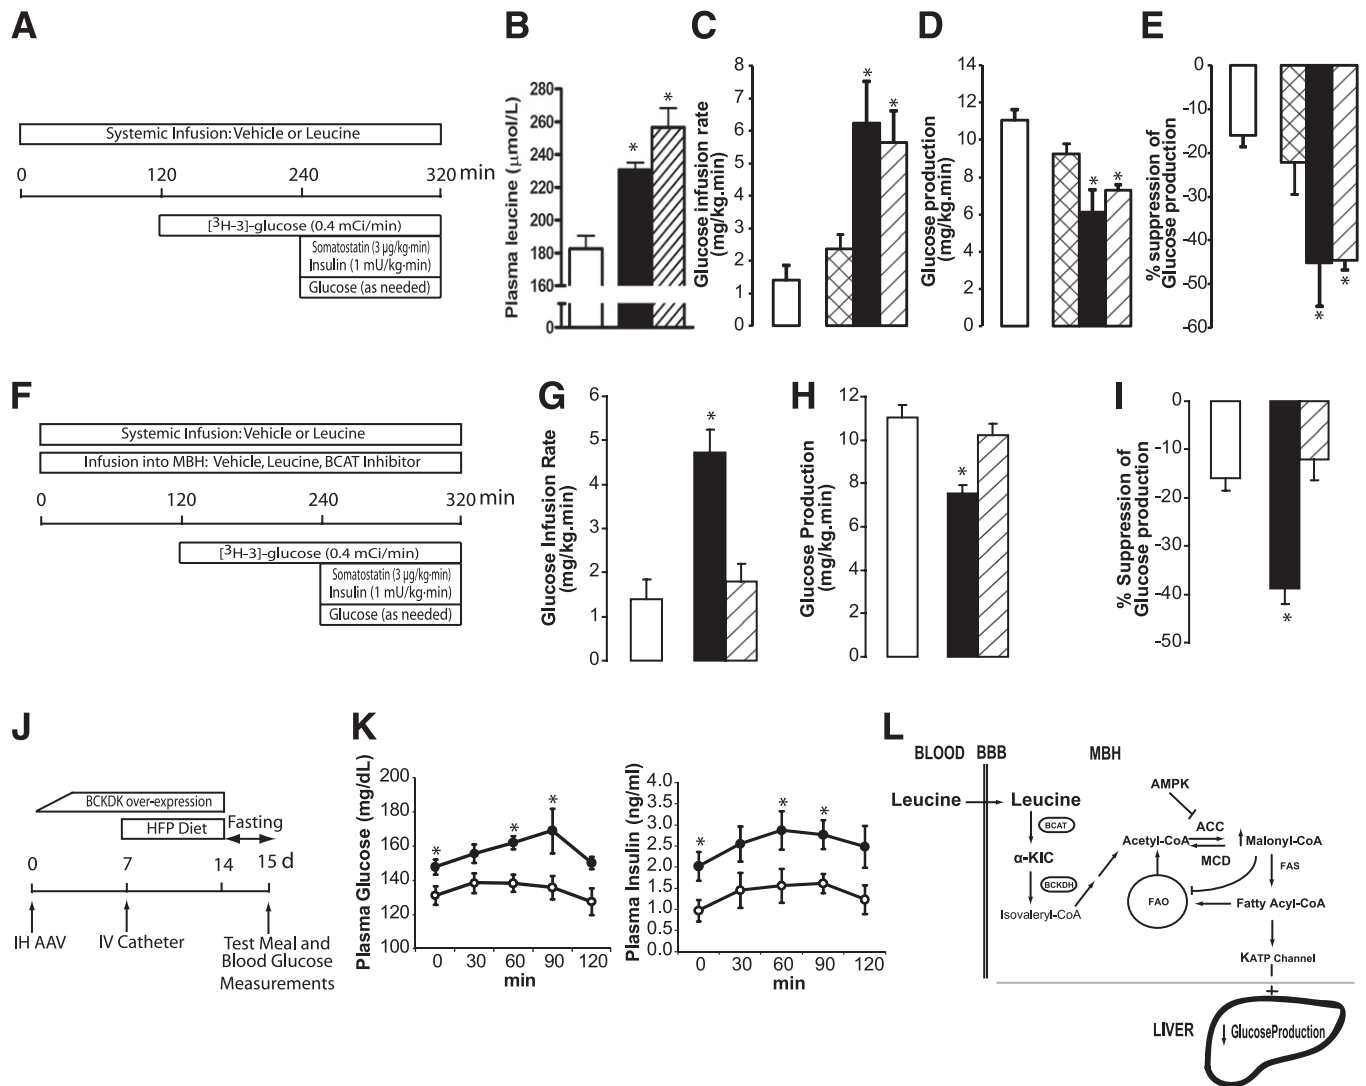 A
Systemic Infusion: Vehicle or Leucine
0 120 240 320 min
[³H-3]-glucose (0.4 mCi/min)
Somatostatin (3 µg/kg·min)
Insulin (1 mU/kg·min)
Glucose (as needed)
B
Plasma leucine (µmol/L)
280
260
240
220
200
180
160
0
*
*
C
Glucose infusion rate
(mg/kg.min)
8
7
6
5
4
3
2
1
0
*
*
D
Glucose production
(mg/kg.min)
14
12
10
8
6
4
2
0
*
*
E
% suppression of
Glucose production
0
-10
-20
-30
-40
-50
-60
*
*
F
Systemic Infusion: Vehicle or Leucine
Infusion into MBH: Vehicle, Leucine, BCAT Inhibitor
0 120 240 320 min
[³H-3]-glucose (0.4 mCi/min)
Somatostatin (3 µg/kg·min)
Insulin (1 mU/kg·min)
Glucose (as needed)
G
Glucose Infusion Rate
(mg/kg.min)
6
5
4
3
2
1
0
*
H
Glucose Production
(mg/kg.min)
12
10
8
6
4
2
0
*
I
% Suppression of
Glucose production
0
-10
-20
-30
-40
-50
*
J
BCKDK over-expression
HFP Diet
Fasting
0 7 14 15 d
IH AAV
IV Catheter
Test Meal and
Blood Glucose
Measurements
K
Plasma Glucose (mg/dL)
200
180
160
140
120
100
* * *
0 30 60 90 120
min
Plasma Insulin (ng/ml)
4.0
3.5
3.0
2.5
2.0
1.5
1.0
0.5
0.0
* * *
0 30 60 90 120
min
L
BLOOD BBB MBH
AMPK
Leucine Leucine
BCAT
Acetyl-CoA ACC Malonyl-CoA
MCD
α-KIC
FAS
BCKDH
FAO
Fatty Acyl-CoA
Isovaleryl-CoA
KATP Channel
+
LIVER
GlucoseProduction